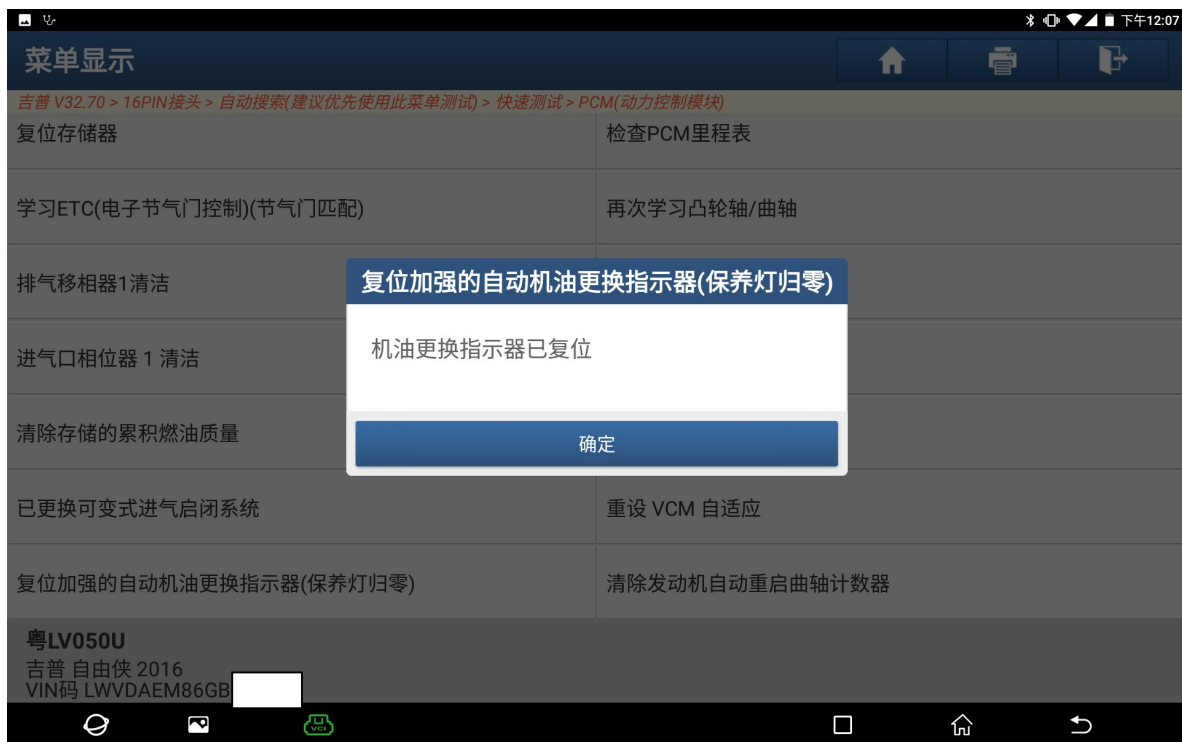 下午12:07
菜单显示
吉普 V32.70 > 16PIN接头 > 自动搜索(建议优先使用此菜单测试) > 快速测试 > PCM(动力控制模块)
复位存储器
检查PCM里程表
学习ETC(电子节气门控制)(节气门匹配)
再次学习凸轮轴/曲轴
排气移相器1清洁
复位加强的自动机油更换指示器(保养灯归零)
机油更换指示器已复位
进气口相位器 1 清洁
清除存储的累积燃油质量
确定
已更换可变式进气启闭系统
重设 VCM 自适应
复位加强的自动机油更换指示器(保养灯归零)
清除发动机自动重启曲轴计数器
粤LV050U
吉普 自由侠 2016
VIN码 LWVDAEM86GB
VCI